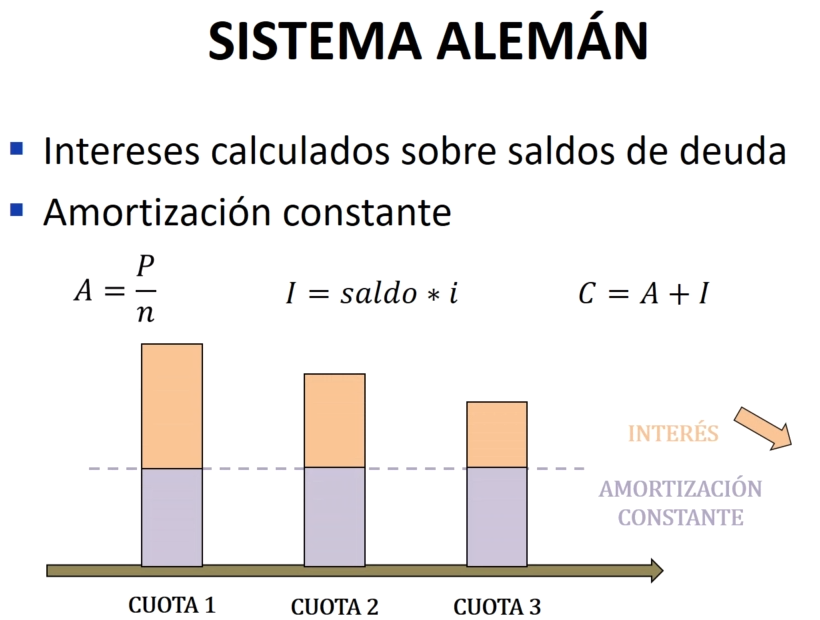 SISTEMA ALEMÁN
Intereses calculados sobre saldos de deuda
Amortización constante
A = P/n
I = saldo ∗ i
C = A + I
INTERÉS
AMORTIZACIÓN
CONSTANTE
CUOTA 1
CUOTA 2
CUOTA 3